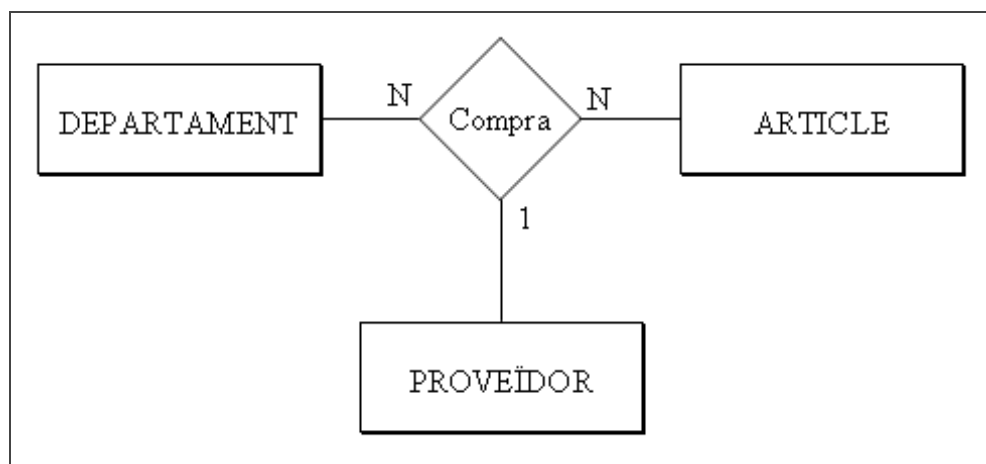 DEPARTAMENT
N
Compra
N
ARTICLE
1
PROVEÏDOR